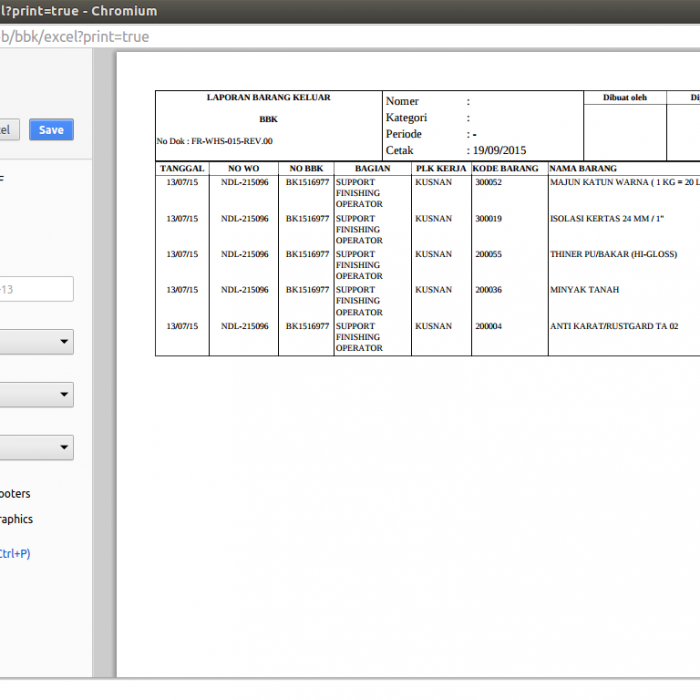 l?print=true - Chromium
b/bbk/excel?print=true
el
Save
F
-13
ooters
raphics
Ctrl+P)
LAPORAN BARANG KELUAR
BBK
No Dok : FR-WHS-015-REV.00
Nomer :
Kategori :
Periode : -
Cetak : 19/09/2015
Dibuat oleh
Di
TANGGAL NO WO NO BBK BAGIAN PLK KERJA KODE BARANG NAMA BARANG
13/07/15 NDL-215096 BK1516977 SUPPORT KUSNAN 300052 MAJUN KATUN WARNA ( 1 KG = 20 L
FINISHING
OPERATOR
13/07/15 NDL-215096 BK1516977 SUPPORT KUSNAN 300019 ISOLASI KERTAS 24 MM / 1"
FINISHING
OPERATOR
13/07/15 NDL-215096 BK1516977 SUPPORT KUSNAN 200055 THINER PU/BAKAR (HI-GLOSS)
FINISHING
OPERATOR
13/07/15 NDL-215096 BK1516977 SUPPORT KUSNAN 200036 MINYAK TANAH
FINISHING
OPERATOR
13/07/15 NDL-215096 BK1516977 SUPPORT KUSNAN 200004 ANTI KARAT/RUSTGARD TA 02
FINISHING
OPERATOR